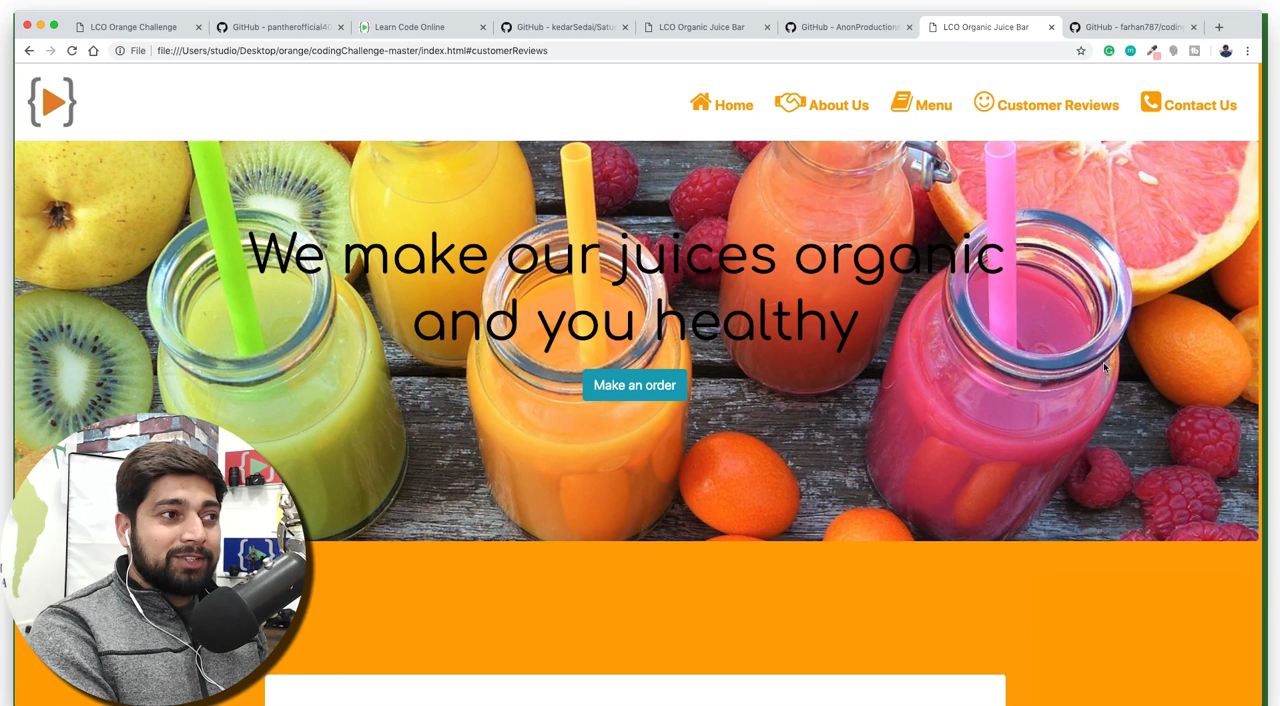 LCO Orange Challenge
GitHub - pantherofficial4
Learn Code Online
GitHub - kedarSedai/Satu
LCO Organic Juice Bar
GitHub - AnonProduction
LCO Organic Juice Bar
GitHub - farhan787/coding
File file:///Users/studio/Desktop/orange/codingChallenge-master/index.html#customerReviews
Home
About Us
Menu
Customer Reviews
Contact Us
We make our juices organic
and you healthy
Make an order